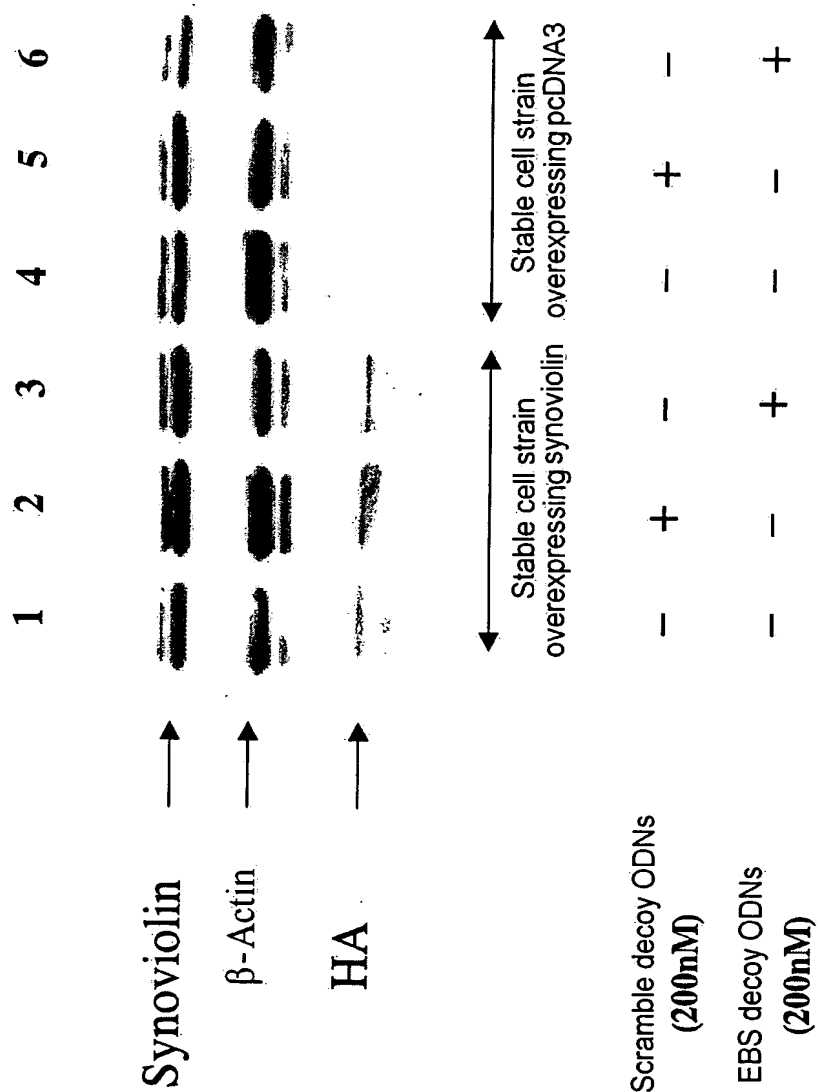 1 2 3 4 5 6
Synoviolin
β-Actin
HA
Stable cell strain
overexpressing synoviolin
Stable cell strain
overexpressing pcDNA3
Scramble decoy ODNs
(200nM)
− + − − + −
EBS decoy ODNs
(200nM)
− − + − − +